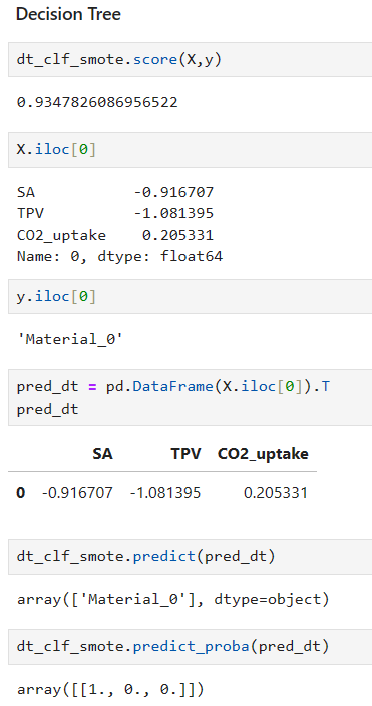 Decision Tree
dt_clf_smote.score(X,y)
0.9347826086956522
X.iloc[0]
SA -0.916707
TPV -1.081395
CO2_uptake 0.205331
Name: 0, dtype: float64
y.iloc[0]
'Material_0'
pred_dt = pd.DataFrame(X.iloc[0]).T
pred_dt
SA TPV CO2_uptake
0 -0.916707 -1.081395 0.205331
dt_clf_smote.predict(pred_dt)
array(['Material_0'], dtype=object)
dt_clf_smote.predict_proba(pred_dt)
array([[1., 0., 0.]])